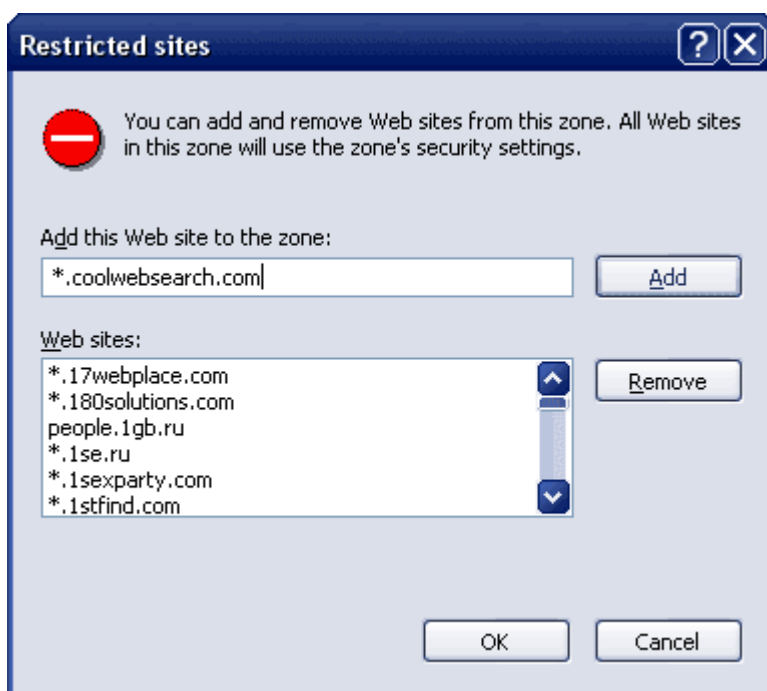 Restricted sites
You can add and remove Web sites from this zone. All Web sites
in this zone will use the zone's security settings.
Add this Web site to the zone:
*.coolwebsearch.com
Add
Web sites:
*.17webplace.com
*.180solutions.com
people.1gb.ru
*.1se.ru
*.1sexparty.com
*.1stfind.com
Remove
OK
Cancel